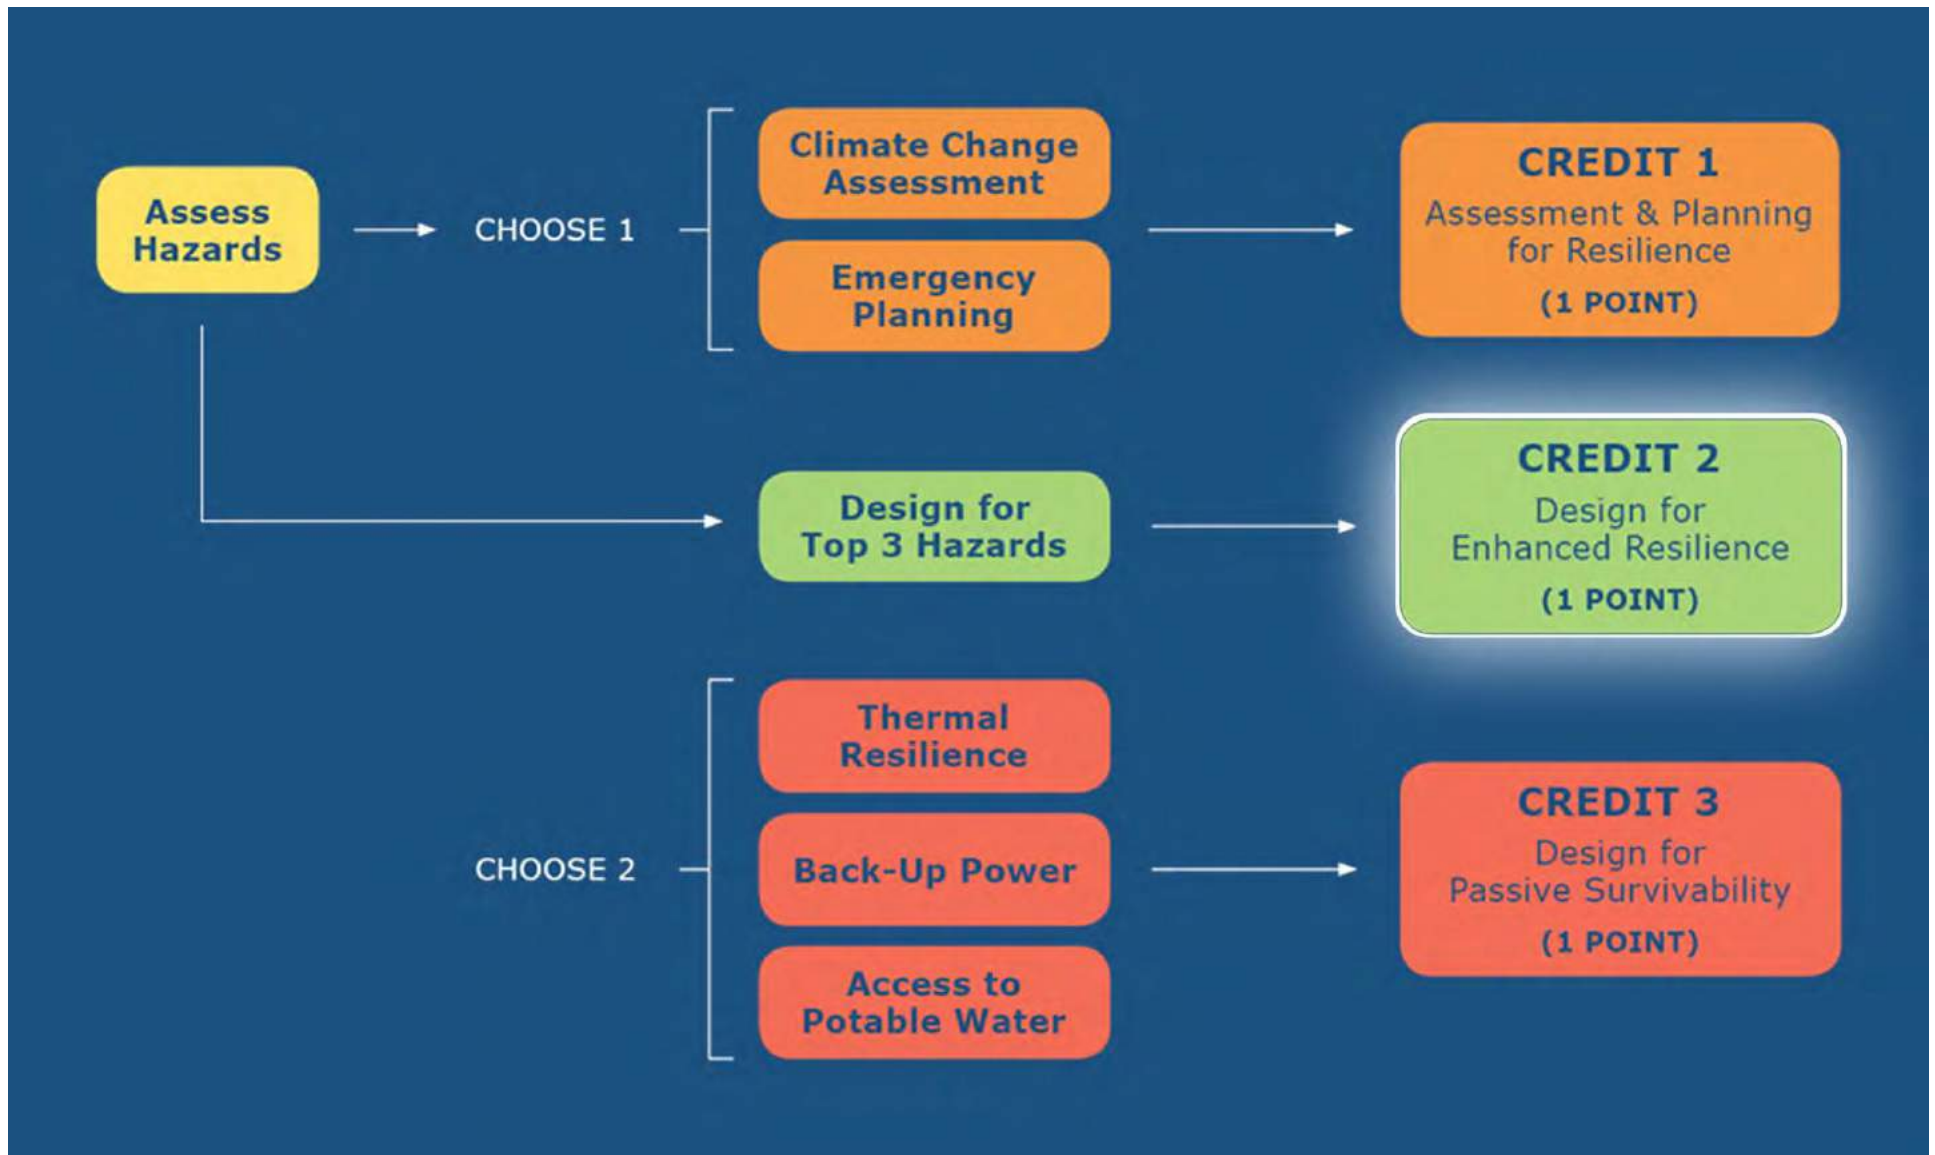 Assess
Hazards
CHOOSE 1
Climate Change
Assessment
Emergency
Planning
CREDIT 1
Assessment & Planning
for Resilience
(1 POINT)
Design for
Top 3 Hazards
CREDIT 2
Design for
Enhanced Resilience
(1 POINT)
CHOOSE 2
Thermal
Resilience
Back-Up Power
Access to
Potable Water
CREDIT 3
Design for
Passive Survivability
(1 POINT)